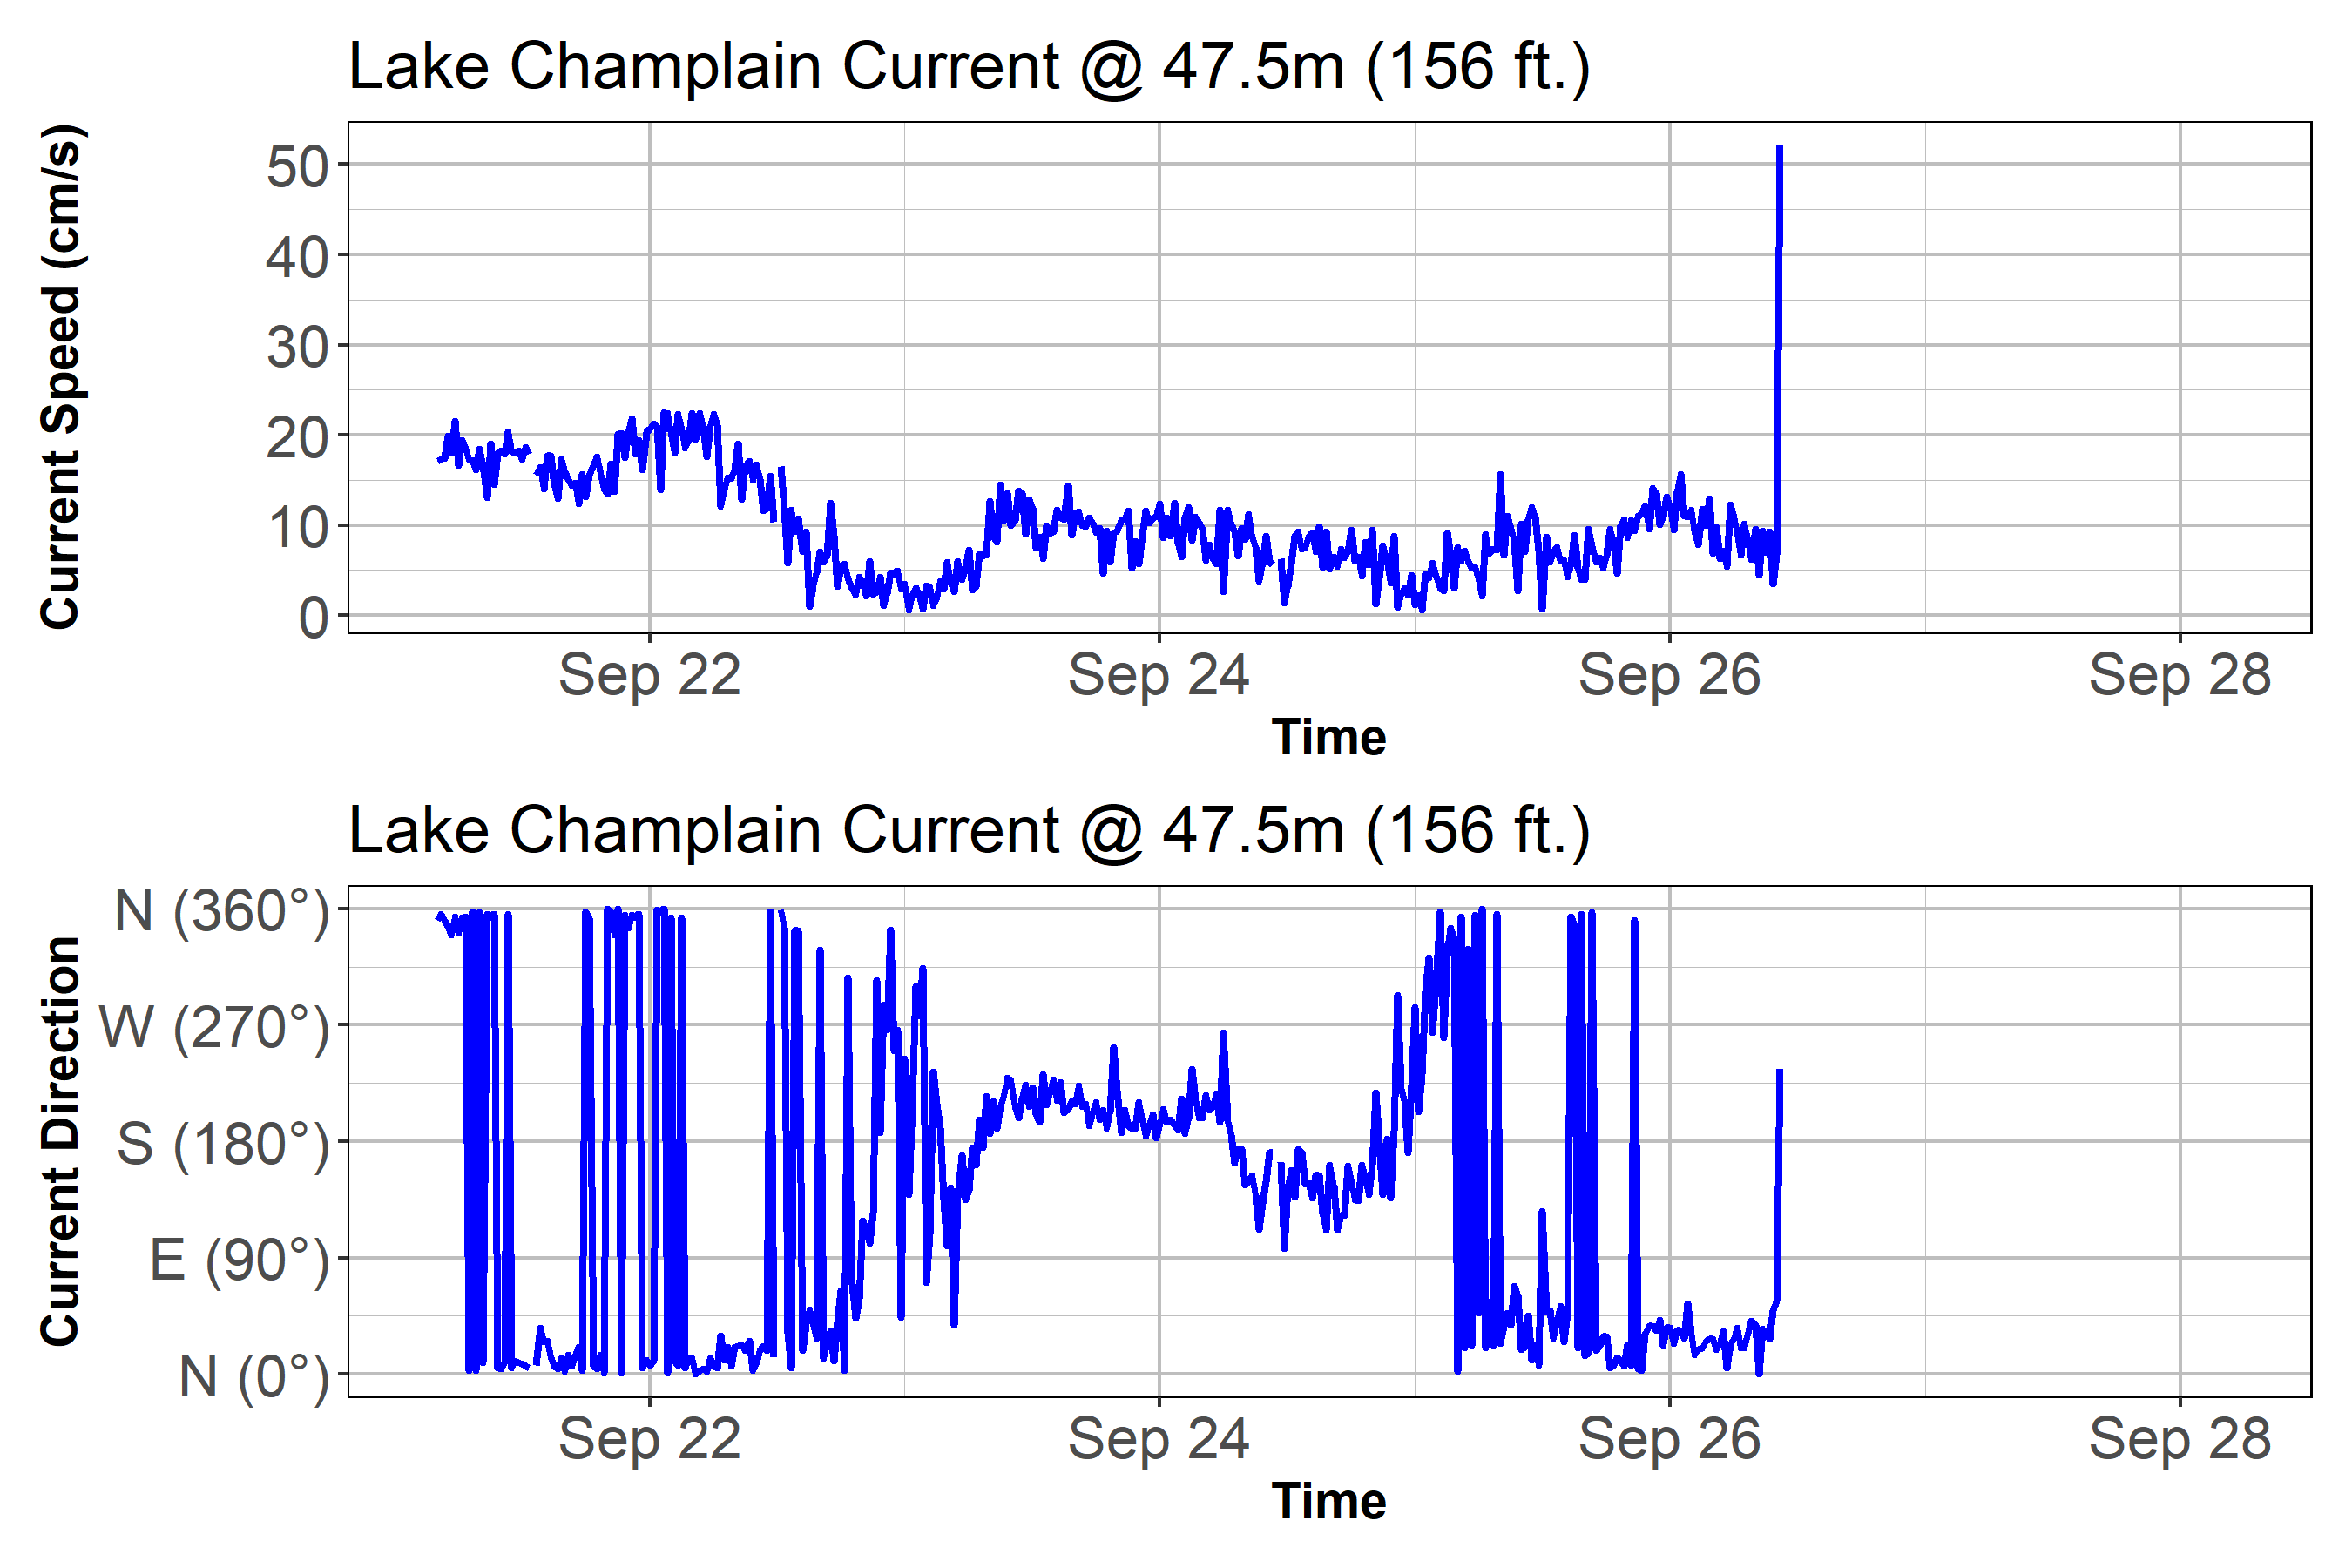 Lake Champlain Current @ 47.5m (156 ft.)
Current Speed (cm/s)
50
40
30
20
10
0
Sep 22 Sep 24 Sep 26 Sep 28
Time
Lake Champlain Current @ 47.5m (156 ft.)
Current Direction
N (360°)
W (270°)
S (180°)
E (90°)
N (0°)
Sep 22 Sep 24 Sep 26 Sep 28
Time